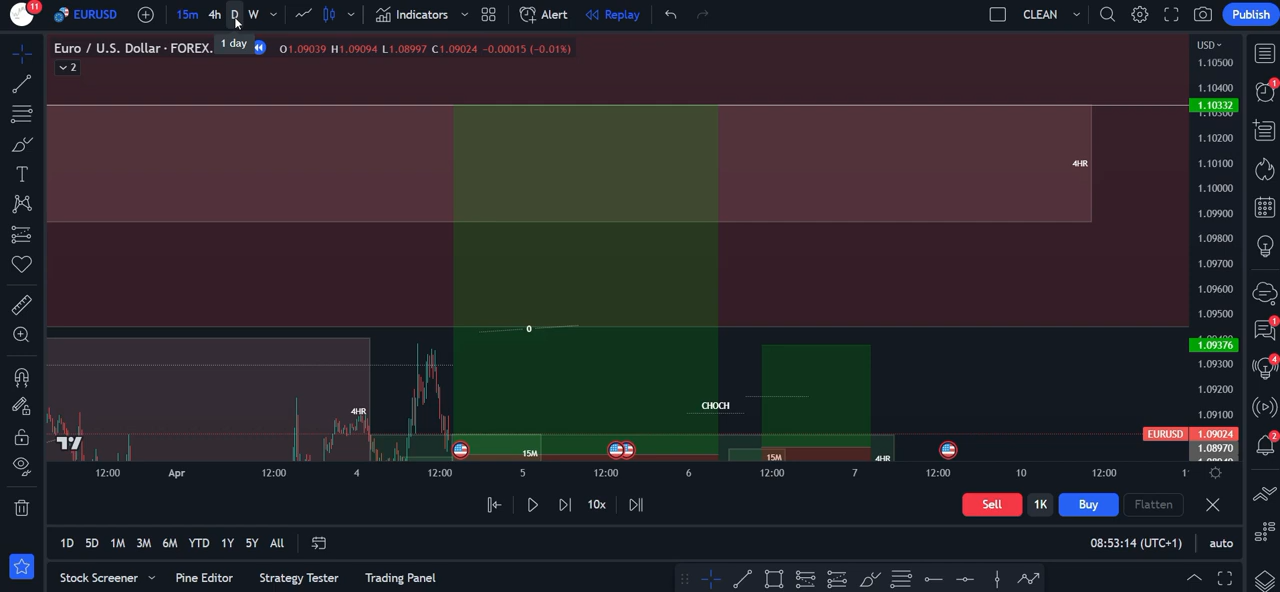 11
EURUSD 15m 4h D W Indicators Alert Replay CLEAN Publish
1 day
Euro / U.S. Dollar · FOREX. O1.09039 H1.09094 L1.08997 C1.09024 -0.00015 (-0.01%)
USD
2
1.10500
1.10400
1.10332
1.10200
4HR
1.10100
1.10000
1.09900
1.09800
1.09700
1.09600
1.09500
0
1.09376
1.09300
1.09200
CHOCH
4HR
1.09100
EURUSD 1.09024
1.08970
15M
15M
4HR
12:00 Apr 12:00 4 12:00 5 12:00 6 12:00 7 12:00 10 12:00
10x Sell 1K Buy Flatten
1D 5D 1M 3M 6M YTD 1Y 5Y All 08:53:14 (UTC+1) auto
Stock Screener Pine Editor Strategy Tester Trading Panel
1
1
4
2